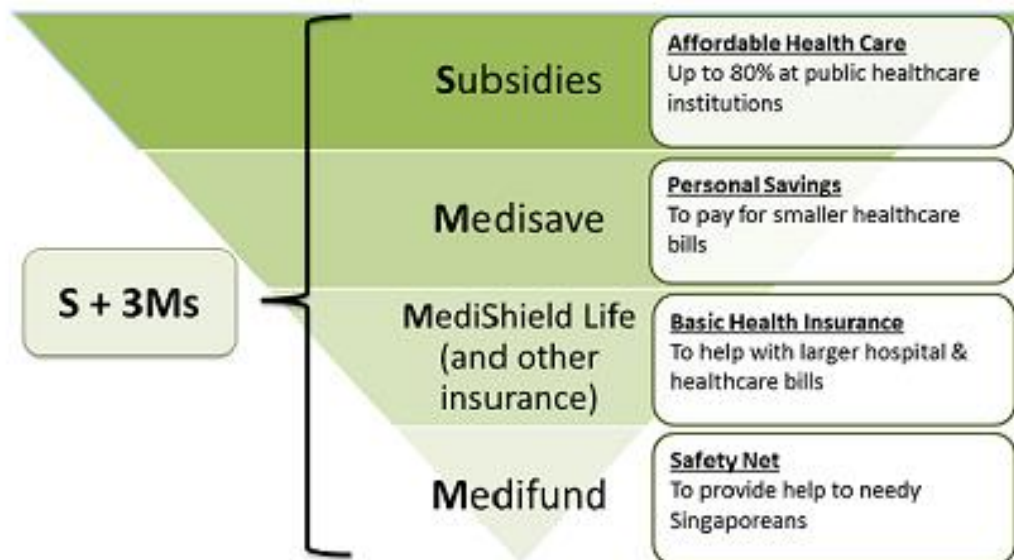 S + 3Ms
Subsidies
Affordable Health Care
Up to 80% at public healthcare
institutions
Medisave
Personal Savings
To pay for smaller healthcare
bills
MediShield Life
(and other
insurance)
Basic Health Insurance
To help with larger hospital &
healthcare bills
Medifund
Safety Net
To provide help to needy
Singaporeans